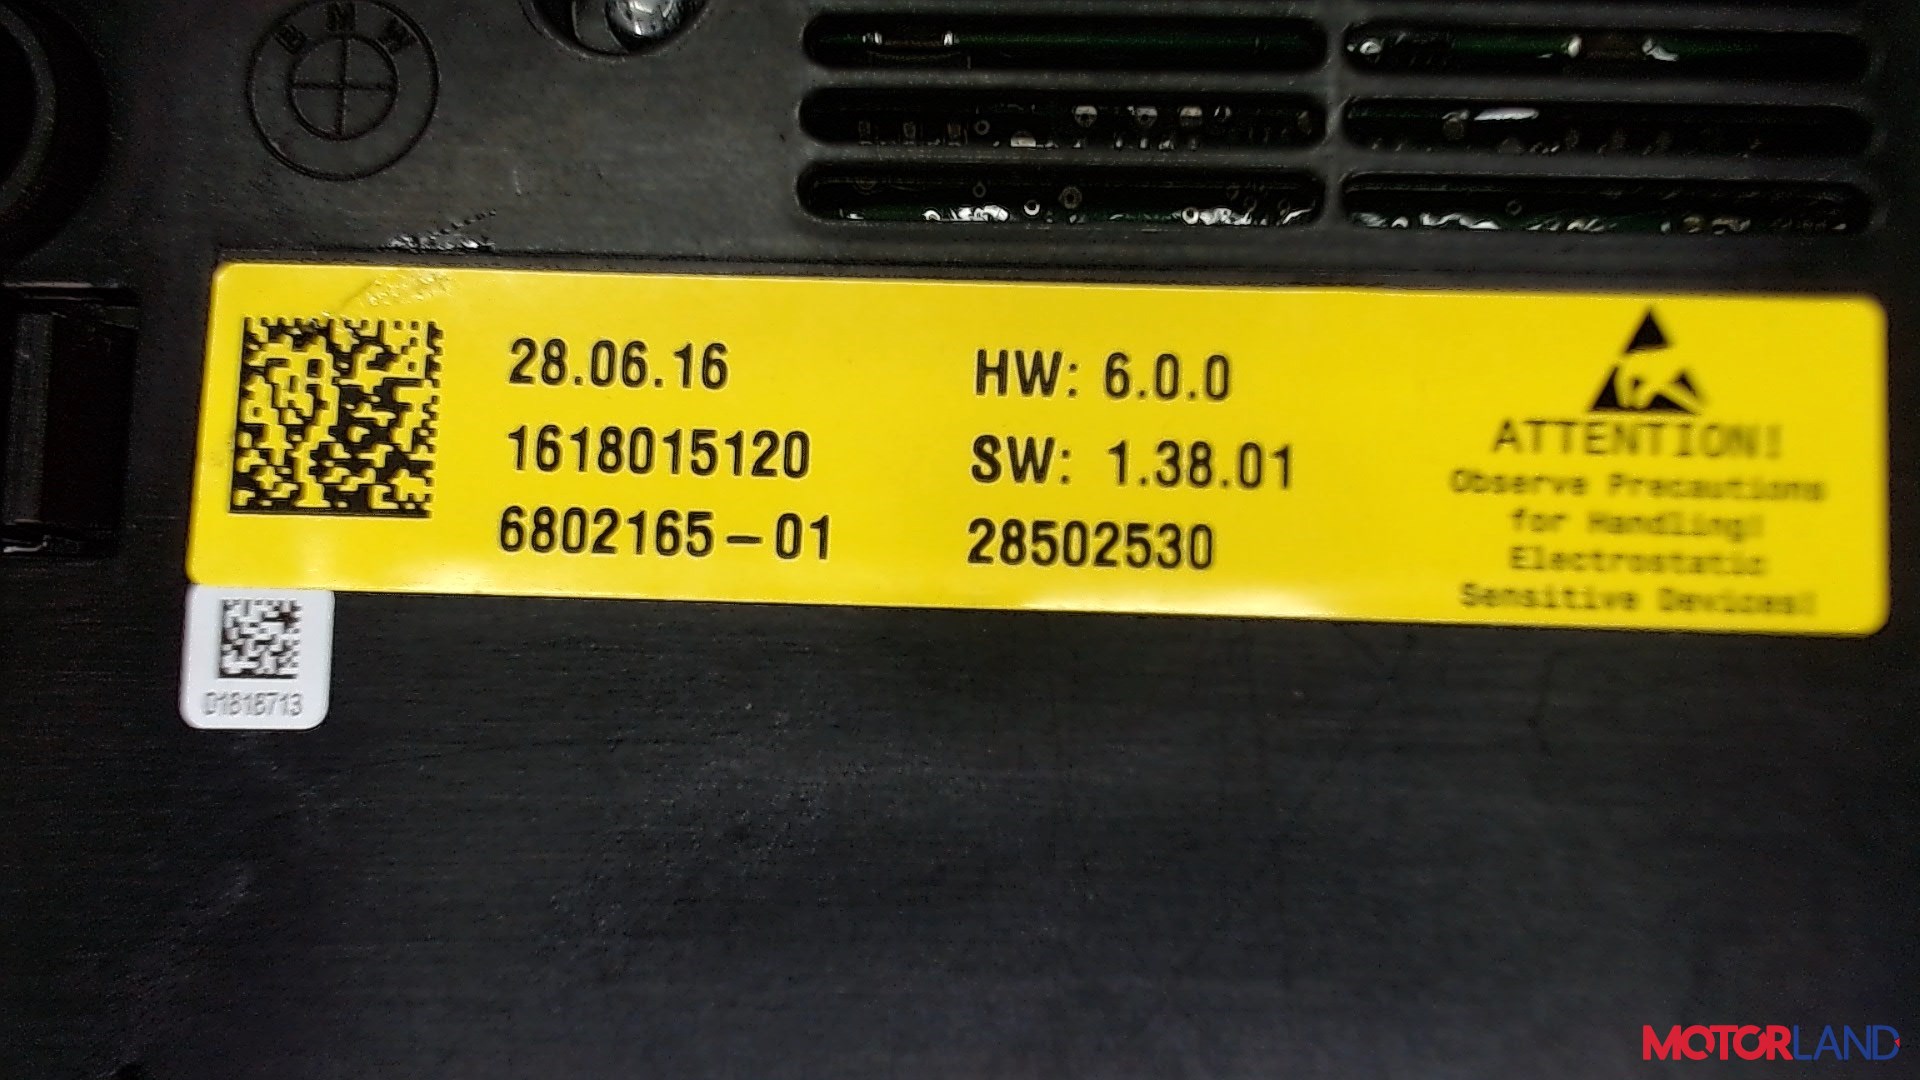 BMW
28.06.16
1618015120
6802165-01
HW: 6.0.0
SW: 1.38.01
28502530
ATTENTION!
Observe Precautions
for Handling!
Electrostatic
Sensitive Devices!
01816713
MOTORLAND